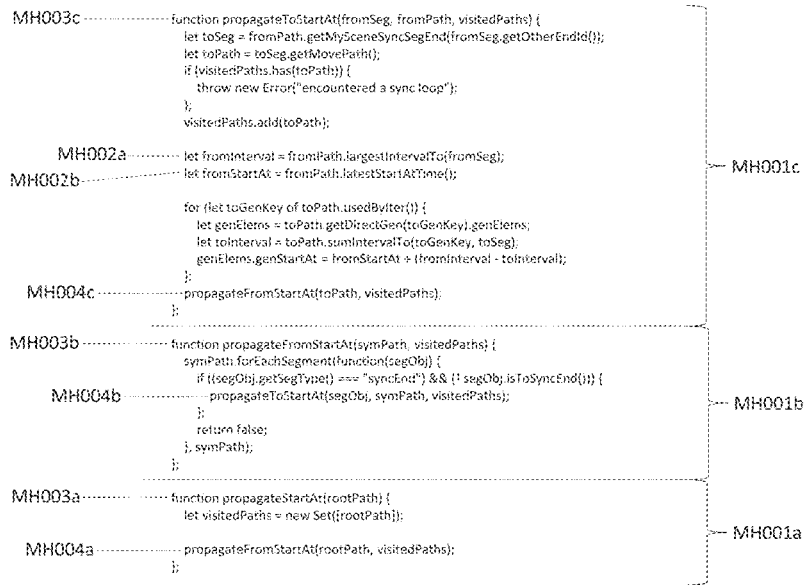 MH003c function propagateToStartAt(fromSeg, fromPath, visitedPaths) {
let toSeg = fromPath.getMySceneSyncSegEnd(fromSeg.getOtherEndId());
let toPath = toSeg.getMovePath();
if (visitedPaths.has(toPath)) {
throw new Error("encountered a sync loop");
};
visitedPaths.add(toPath);
MH002a let fromInterval = fromPath.largestIntervalTo(fromSeg);
MH001c
MH002b let fromStartAt = fromPath.latestStartAtTime();
for (let toGenKey of toPath.usedByIter()) {
let genElems = toPath.getDirectGen(toGenKey).genElems;
let toInterval = toPath.sumIntervalTo(toGenKey, toSeg);
genElems.genStartAt = fromStartAt + (fromInterval - toInterval);
};
MH004c propagateFromStartAt(toPath, visitedPaths);
};
MH003b function propagateFromStartAt(symPath, visitedPaths) {
symPath.forEachSegment(function(segObj) {
if ((segObj.getSegType() === "syncEnd") && (! segObj.isToSyncEnd())) {
MH004b propagateToStartAt(segObj, symPath, visitedPaths);
MH001b
};
return false;
}, symPath);
};
MH003a function propagateStartAt(rootPath) {
let visitedPaths = new Set([rootPath]);
MH001a
MH004a propagateFromStartAt(rootPath, visitedPaths);
};